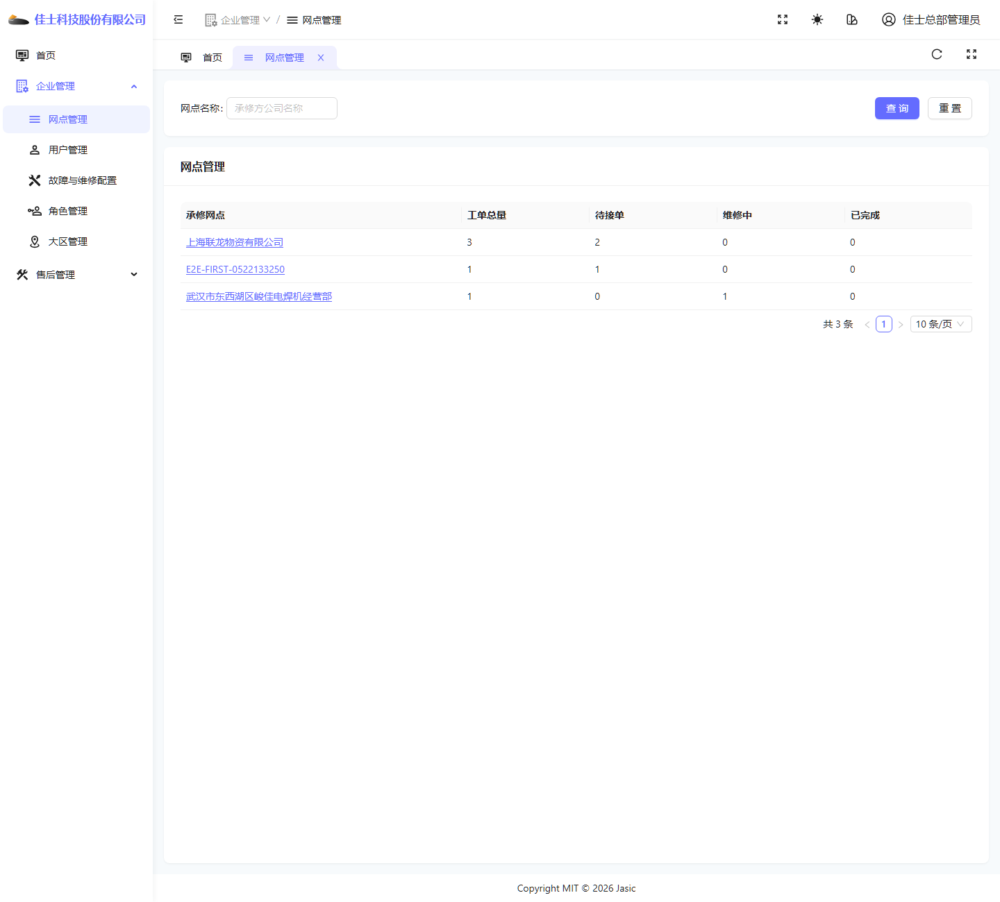 佳士科技股份有限公司
企业管理 / 网点管理
佳士总部管理员
首页
企业管理
网点管理
用户管理
故障与维修配置
角色管理
大区管理
售后管理
首页 网点管理
网点名称: 承修方公司名称 查询 重置
网点管理
承修网点 工单总量 待接单 维修中 已完成
上海联龙物资有限公司 3 2 0 0
E2E-FIRST-0522133250 1 1 0 0
武汉市东西湖区峻佳电焊机经营部 1 0 1 0
共 3 条 1 10 条/页
Copyright MIT © 2026 Jasic